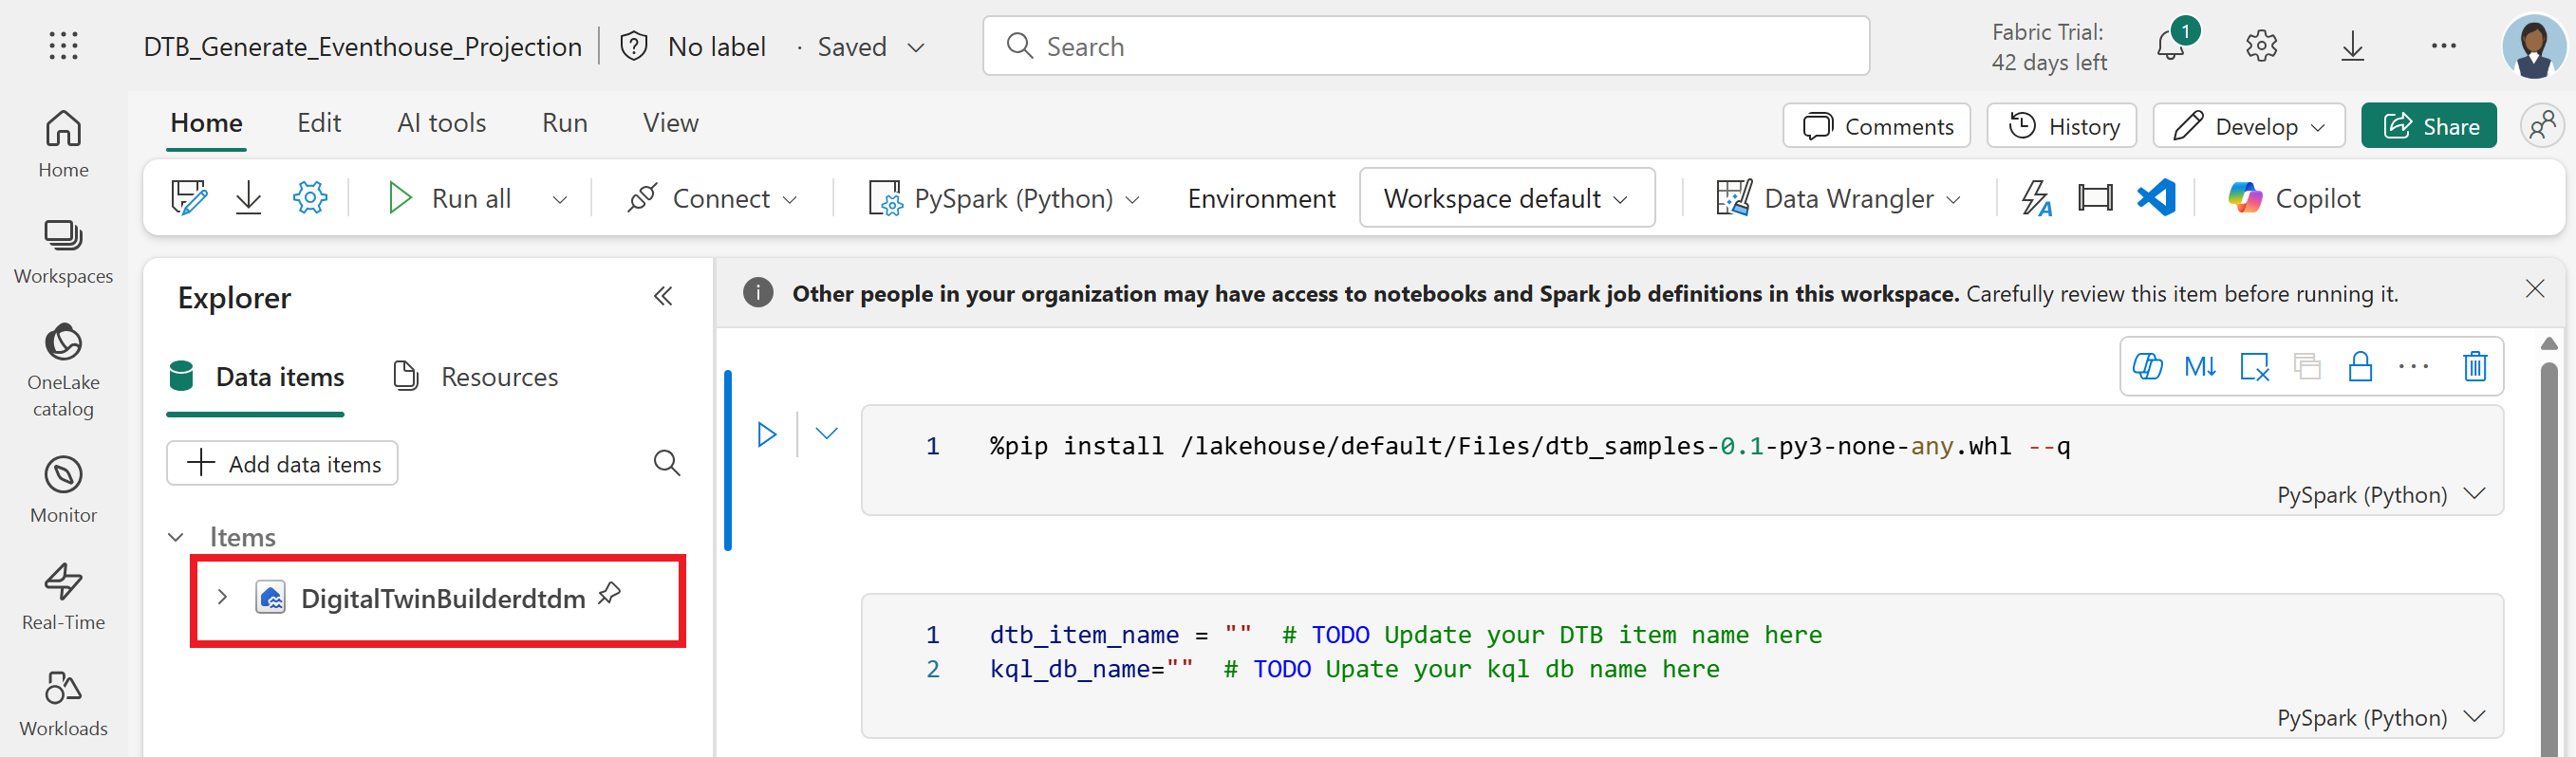 DTB_Generate_Eventhouse_Projection
No label
· Saved
Search
Fabric Trial:
42 days left
1
Home
Edit
AI tools
Run
View
Comments
History
Develop
Share
Run all
Connect
PySpark (Python)
Environment
Workspace default
Data Wrangler
Copilot
Home
Workspaces
OneLake
catalog
Monitor
Real-Time
Workloads
Explorer
Data items
Resources
Add data items
Items
DigitalTwinBuilderdtdm
Other people in your organization may have access to notebooks and Spark job definitions in this workspace. Carefully review this item before running it.
M↓
1 %pip install /lakehouse/default/Files/dtb_samples-0.1-py3-none-any.whl --q
PySpark (Python)
1 dtb_item_name = "" # TODO Update your DTB item name here
2 kql_db_name="" # TODO Upate your kql db name here
PySpark (Python)